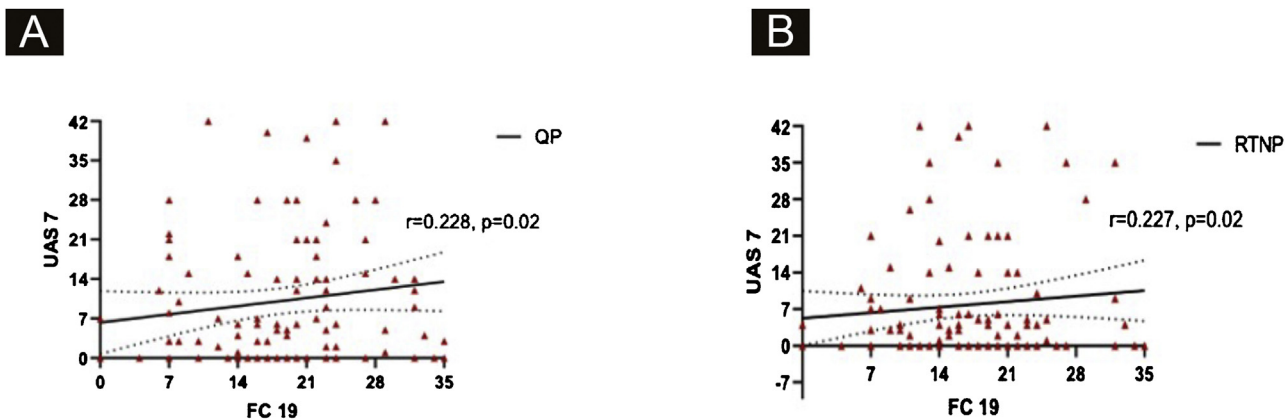 A
42
35
28
21
14
7
0
UAS 7
0 7 14 21 28 35
FC 19
QP
r=0.228, p=0.02
B
42
35
28
21
14
7
0
-7
UAS 7
7 14 21 28 35
FC 19
RTNP
r=0.227, p=0.02